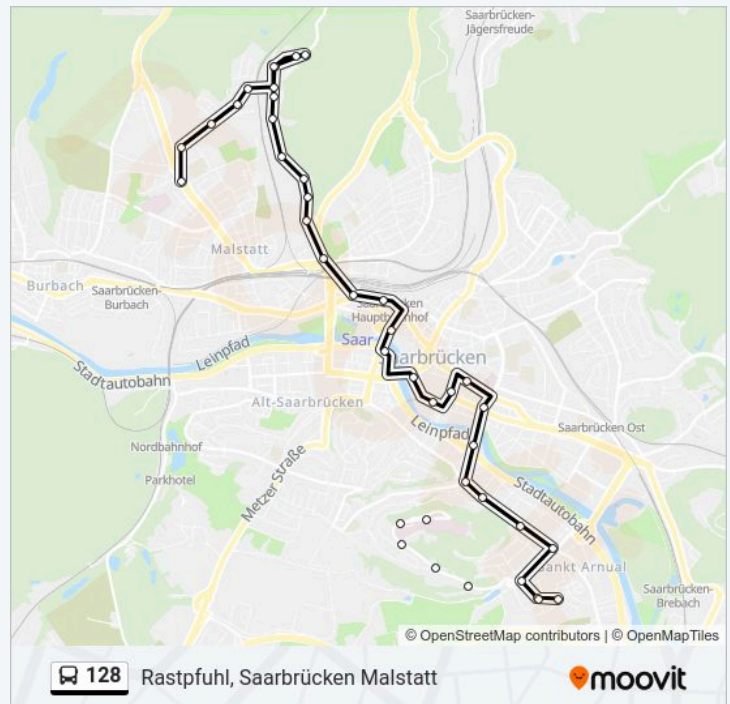 Saarbrücken-
Jägersfreude
Malstatt
Burbach
Saarbrücken-
Burbach
Hauptbahnhof
Saar
Saarbrücken
Leinpfad
Stadtautobahn
Alt-Saarbrücken
Leinpfad
Saarbrücken Ost
Nordbahnhof
Parkhotel
Metzer Straße
Stadtautobahn
Sankt Arnual
Saarbrücken-
Brebach
© OpenStreetMap contributors | © OpenMapTiles
128 Rastpfuhl, Saarbrücken Malstatt
moovit